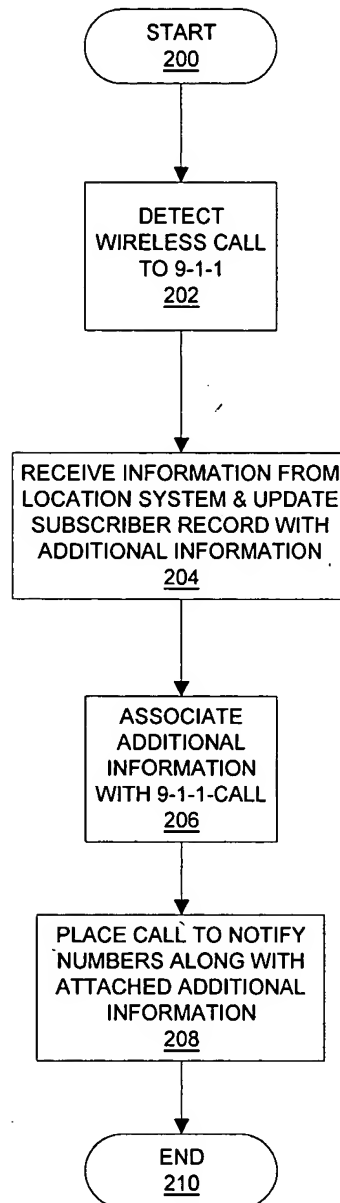 START
200
DETECT
WIRELESS CALL
TO 9-1-1
202
RECEIVE INFORMATION FROM
LOCATION SYSTEM & UPDATE
SUBSCRIBER RECORD WITH
ADDITIONAL INFORMATION
204
ASSOCIATE
ADDITIONAL
INFORMATION
WITH 9-1-1-CALL
206
PLACE CALL TO NOTIFY
NUMBERS ALONG WITH
ATTACHED ADDITIONAL
INFORMATION
208
END
210